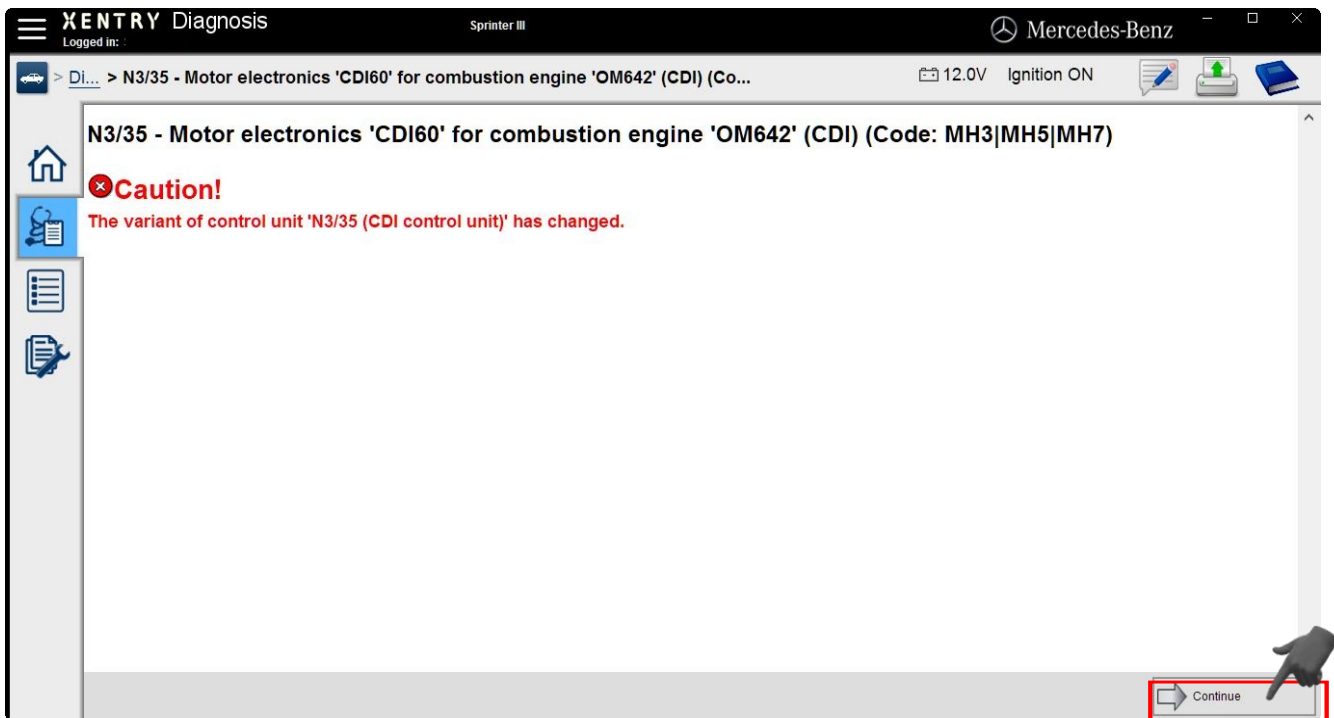 XENTRY Diagnosis
Logged in:
Sprinter III
Mercedes-Benz
> Di... > N3/35 - Motor electronics 'CDI60' for combustion engine 'OM642' (CDI) (Co...
12.0V Ignition ON
N3/35 - Motor electronics 'CDI60' for combustion engine 'OM642' (CDI) (Code: MH3|MH5|MH7)
Caution!
The variant of control unit 'N3/35 (CDI control unit)' has changed.
Continue